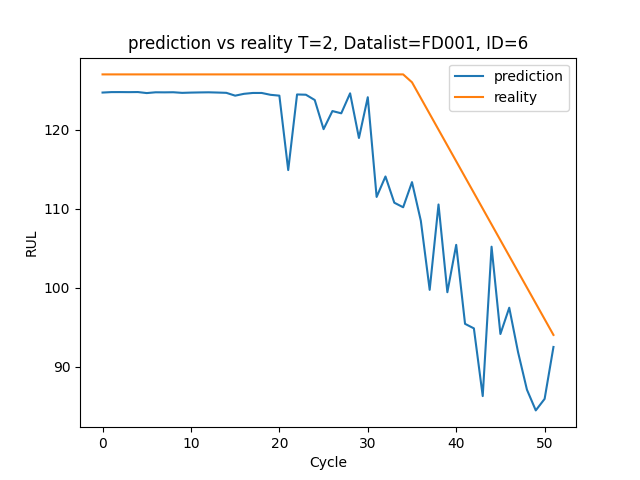 prediction vs reality T=2, Datalist=FD001, ID=6
prediction
reality
RUL
120
110
100
90
0 10 20 30 40 50
Cycle